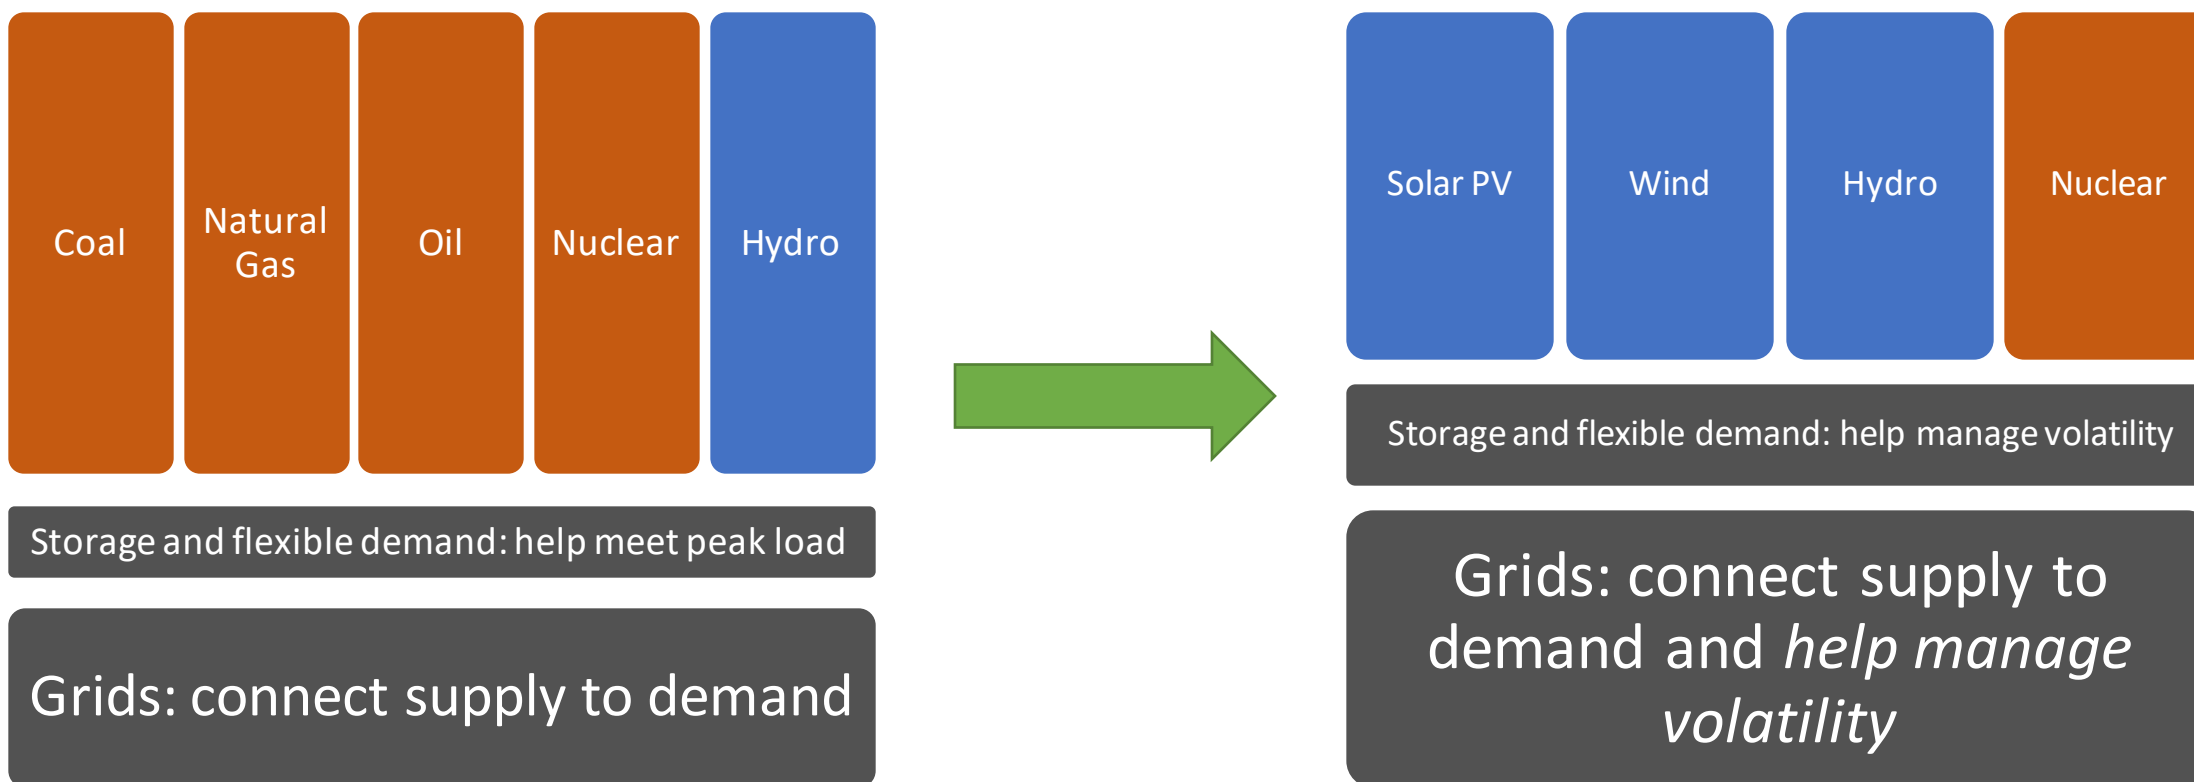 Coal
Natural
Gas
Oil
Nuclear
Hydro
Storage and flexible demand: help meet peak load
Grids: connect supply to demand
Solar PV
Wind
Hydro
Nuclear
Storage and flexible demand: help manage volatility
Grids: connect supply to
demand and help manage
volatility